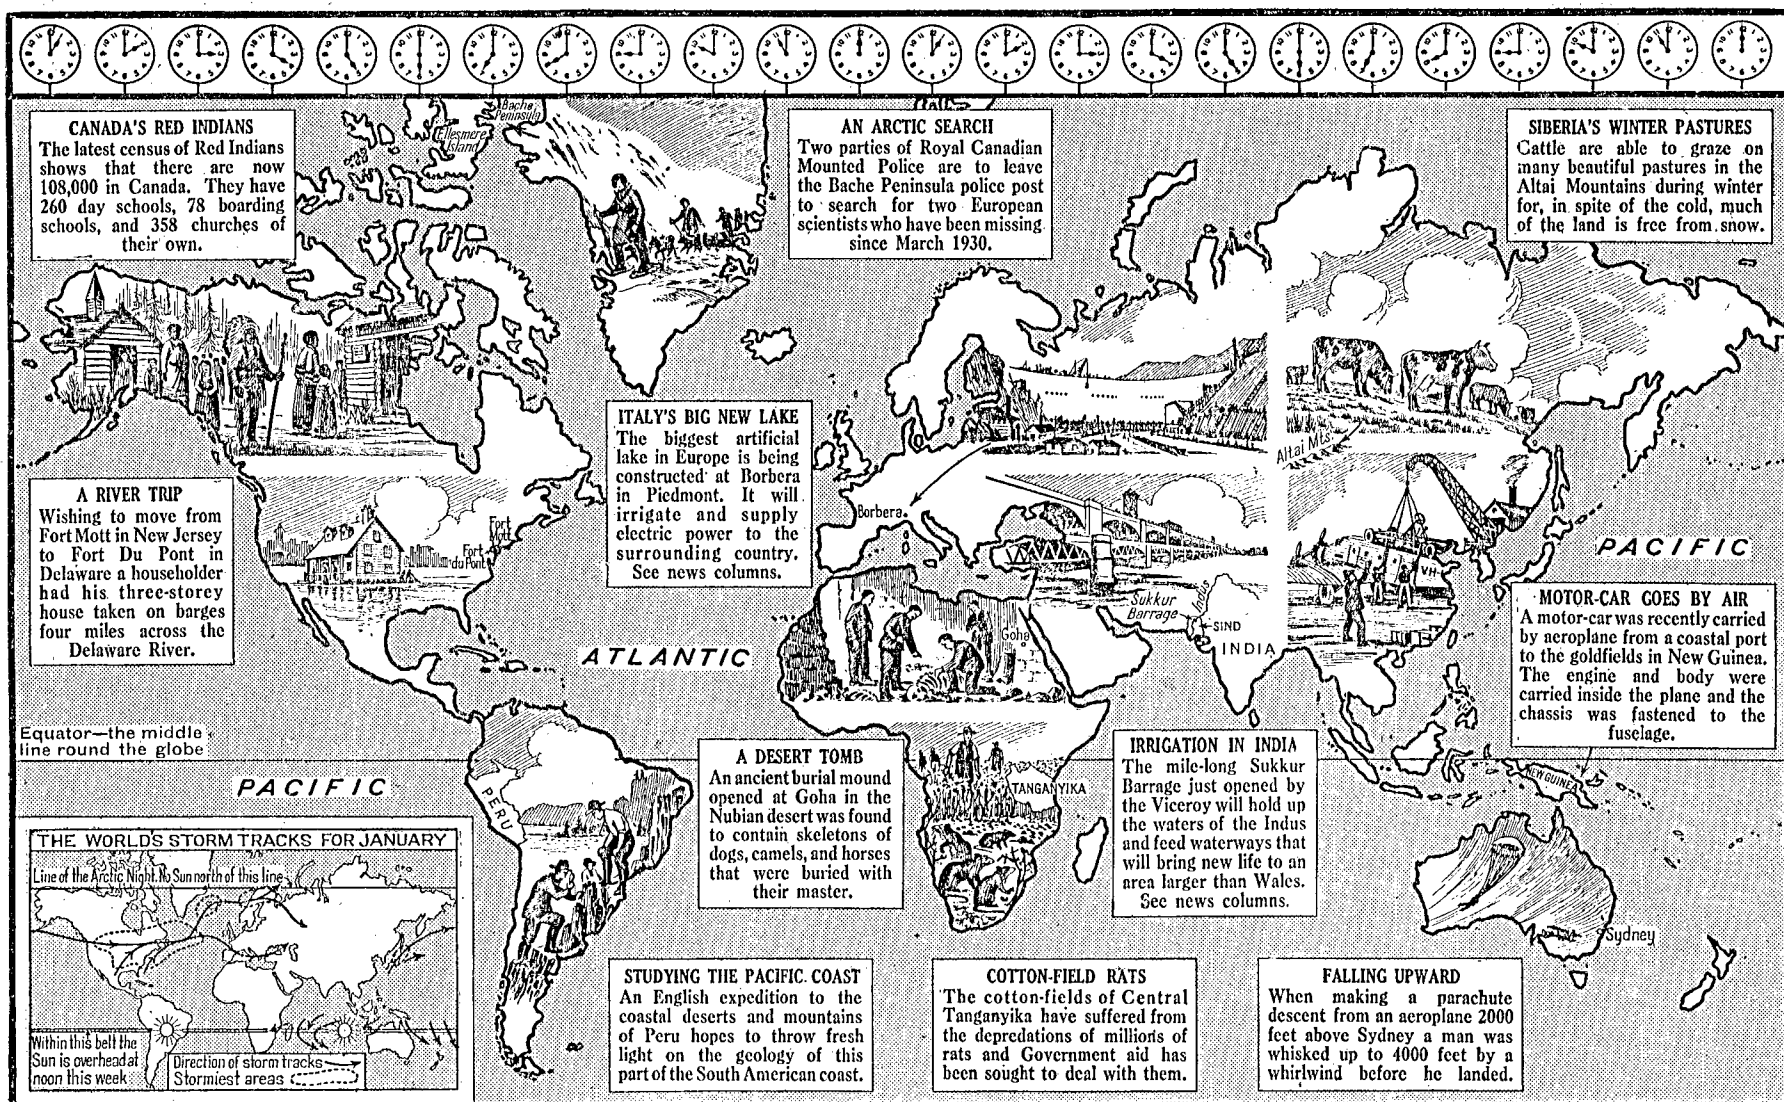 Bache
Peninsula
Ellesmere
Island
CANADA'S RED INDIANS
The latest census of Red Indians
shows that there are now
108,000 in Canada. They have
260 day schools, 78 boarding
schools, and 358 churches of
their own.
AN ARCTIC SEARCH
Two parties of Royal Canadian
Mounted Police are to leave
the Bache Peninsula police post
to search for two European
scientists who have been missing
since March 1930.
SIBERIA'S WINTER PASTURES
Cattle are able to graze on
many beautiful pastures in the
Altai Mountains during winter
for, in spite of the cold, much
of the land is free from snow.
ITALY'S BIG NEW LAKE
The biggest artificial
lake in Europe is being
constructed at Borbera
in Piedmont. It will
irrigate and supply
electric power to the
surrounding country.
See news columns.
Altai Mts.
A RIVER TRIP
Wishing to move from
Fort Mott in New Jersey
to Fort Du Pont in
Delaware a householder
had his three-storey
house taken on barges
four miles across the
Delaware River.
Fort
Mott
Fort
du Pont
Borbera
VH
PACIFIC
Sukkur
Barrage
Indus
SIND
INDIA
Goha
ATLANTIC
MOTOR-CAR GOES BY AIR
A motor-car was recently carried
by aeroplane from a coastal port
to the goldfields in New Guinea.
The engine and body were
carried inside the plane and the
chassis was fastened to the
fuselage.
Equator—the middle
line round the globe
PACIFIC
PERU
A DESERT TOMB
An ancient burial mound
opened at Goha in the
Nubian desert was found
to contain skeletons of
dogs, camels, and horses
that were buried with
their master.
TANGANYIKA
IRRIGATION IN INDIA
The mile-long Sukkur
Barrage just opened by
the Viceroy will hold up
the waters of the Indus
and feed waterways that
will bring new life to an
area larger than Wales.
See news columns.
NEW GUINEA
Sydney
THE WORLD'S STORM TRACKS FOR JANUARY
Line of the Arctic Night. No Sun north of this line
Within this belt the
Sun is overhead at
noon this week
Direction of storm tracks
Stormiest areas
STUDYING THE PACIFIC COAST
An English expedition to the
coastal deserts and mountains
of Peru hopes to throw fresh
light on the geology of this
part of the South American coast.
COTTON-FIELD RATS
The cotton-fields of Central
Tanganyika have suffered from
the depredations of millions of
rats and Government aid has
been sought to deal with them.
FALLING UPWARD
When making a parachute
descent from an aeroplane 2000
feet above Sydney a man was
whisked up to 4000 feet by a
whirlwind before he landed.